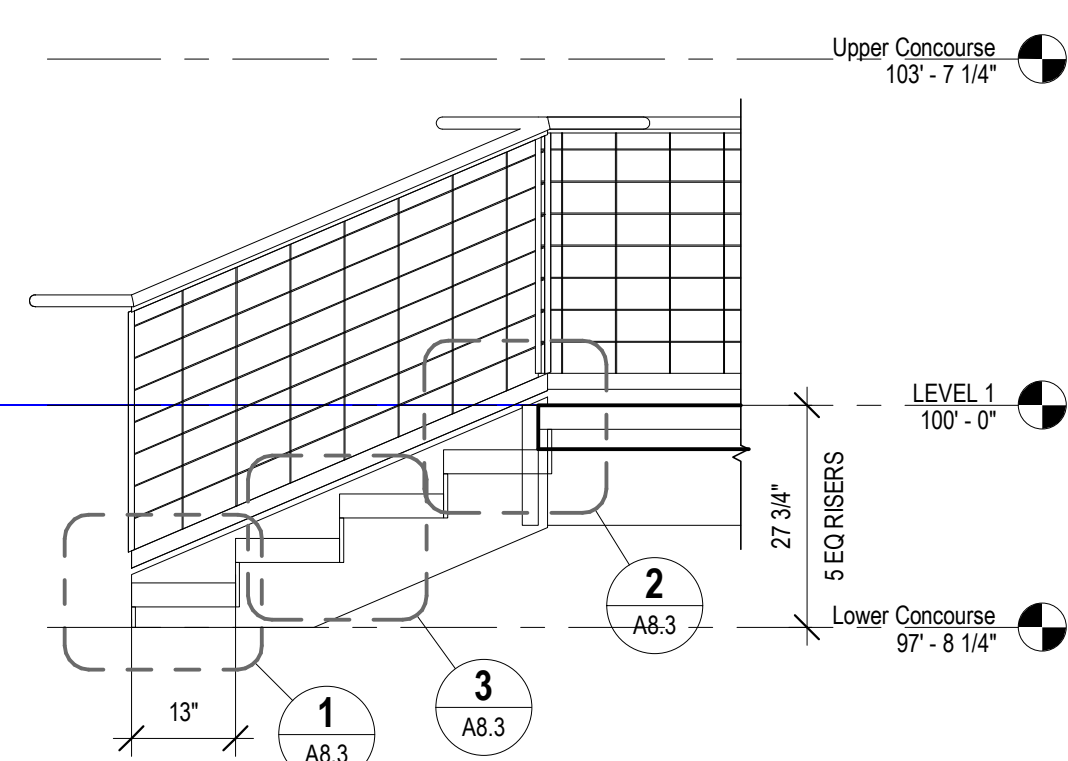 Upper Concourse
103' - 7 1/4"
LEVEL 1
100' - 0"
27 3/4"
5 EQ RISERS
2
A8.3
Lower Concourse
97' - 8 1/4"
3
A8.3
13"
1
A8.3